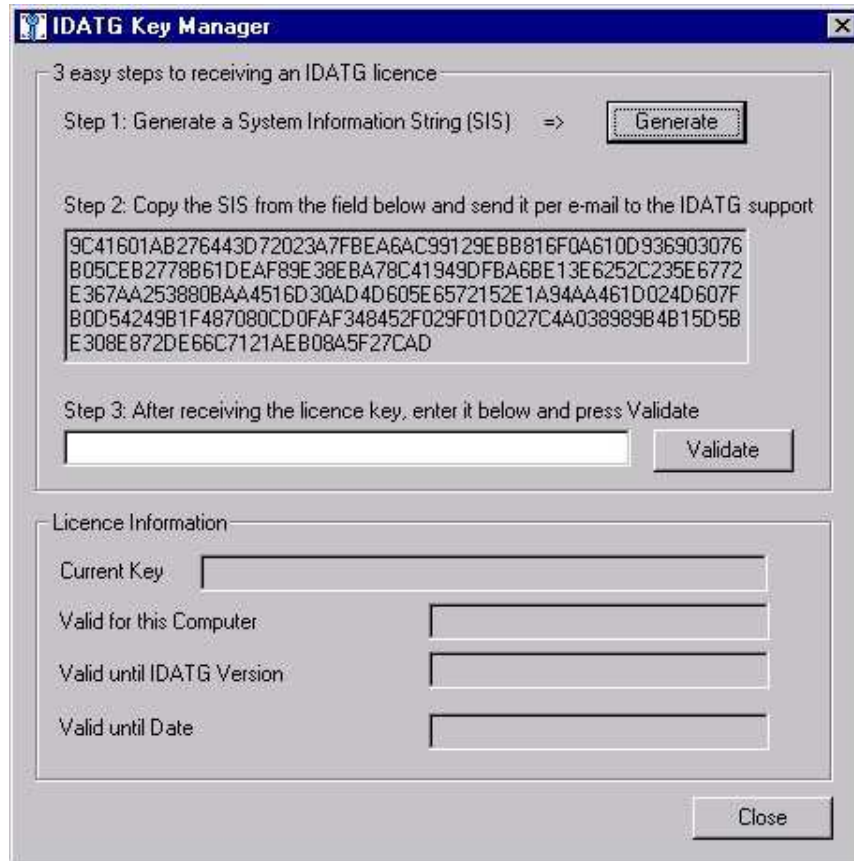 IDATG Key Manager
3 easy steps to receiving an IDATG licence
Step 1: Generate a System Information String (SIS) => Generate
Step 2: Copy the SIS from the field below and send it per e-mail to the IDATG support
9C41601AB276443D72023A7FBEA6AC99129EBB816F0A610D936903076
B05CEB2778B61DEAF89E38EBA78C41949DFBA6BE13E6252C235E6772
E367AA253880BAA4516D30AD4D605E6572152E1A94AA461D024D607F
B0D54249B1F487080CD0FAF348452F029F01D027C4A038989B4B15D5B
E308E872DE66C7121AEB08A5F27CAD
Step 3: After receiving the licence key, enter it below and press Validate
Validate
Licence Information
Current Key
Valid for this Computer
Valid until IDATG Version
Valid until Date
Close